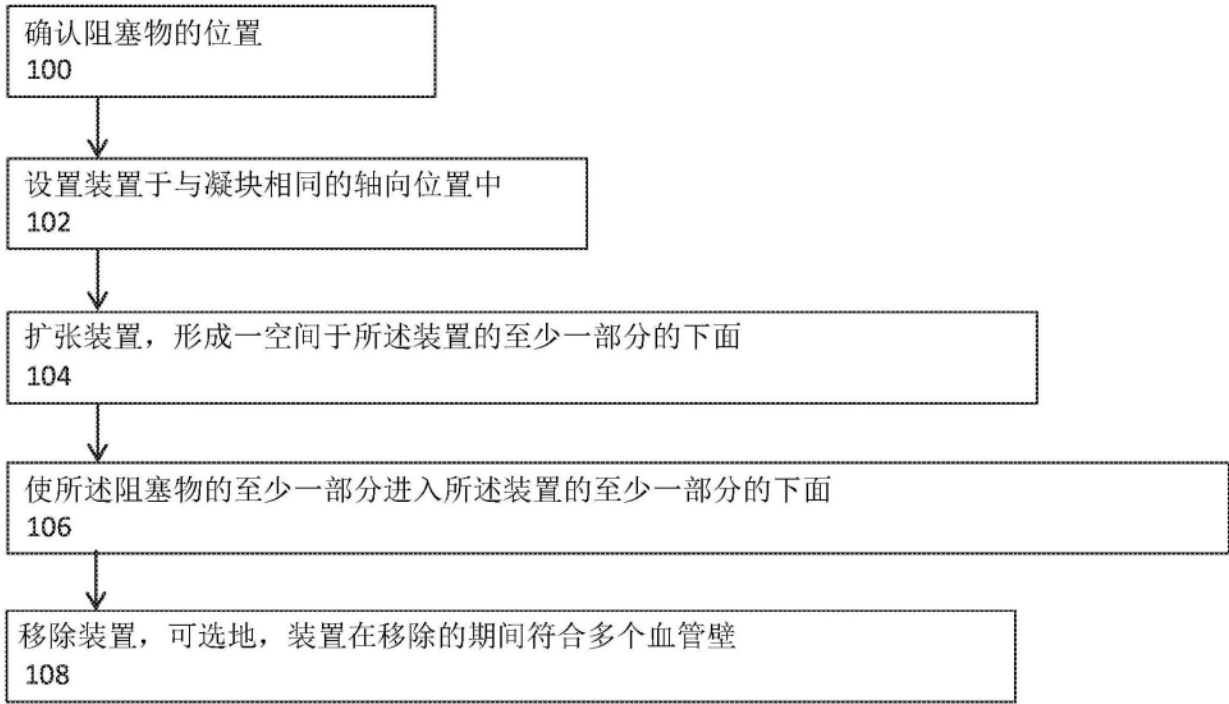 确认阻塞物的位置
100
设置装置于与凝块相同的轴向位置中
102
扩张装置，形成一空间于所述装置的至少一部分的下面
104
使所述阻塞物的至少一部分进入所述装置的至少一部分的下面
106
移除装置，可选地，装置在移除的期间符合多个血管壁
108